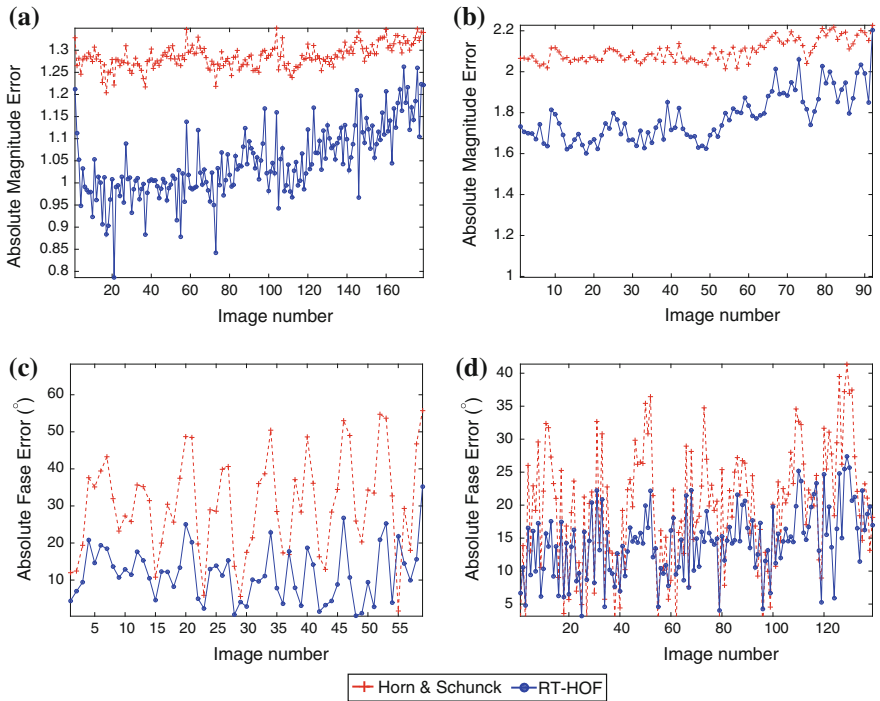 (a)
Absolute Magnitude Error
1.3
1.25
1.2
1.15
1.1
1.05
1
0.95
0.9
0.85
0.8
20 40 60 80 100 120 140 160
Image number
(b)
Absolute Magnitude Error
2.2
2
1.8
1.6
1.4
1.2
1
10 20 30 40 50 60 70 80 90
Image number
(c)
Absolute Fase Error (°)
60
50
40
30
20
10
5 10 15 20 25 30 35 40 45 50 55
Image number
(d)
Absolute Fase Error (°)
40
35
30
25
20
15
10
5
20 40 60 80 100 120
Image number
Horn & Schunck RT-HOF